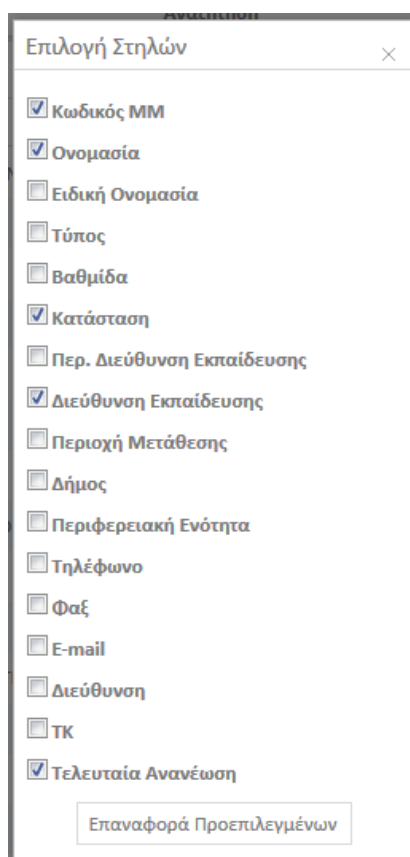 Αναζήτηση
Επιλογή Στηλών
Κωδικός ΜΜ
Ονομασία
Ειδική Ονομασία
Τύπος
Βαθμίδα
Κατάσταση
Περ. Διεύθυνση Εκπαίδευσης
Διεύθυνση Εκπαίδευσης
Περιοχή Μετάθεσης
Δήμος
Περιφερειακή Ενότητα
Τηλέφωνο
Φαξ
E-mail
Διεύθυνση
ΤΚ
Τελευταία Ανανέωση
Επαναφορά Προεπιλεγμένων